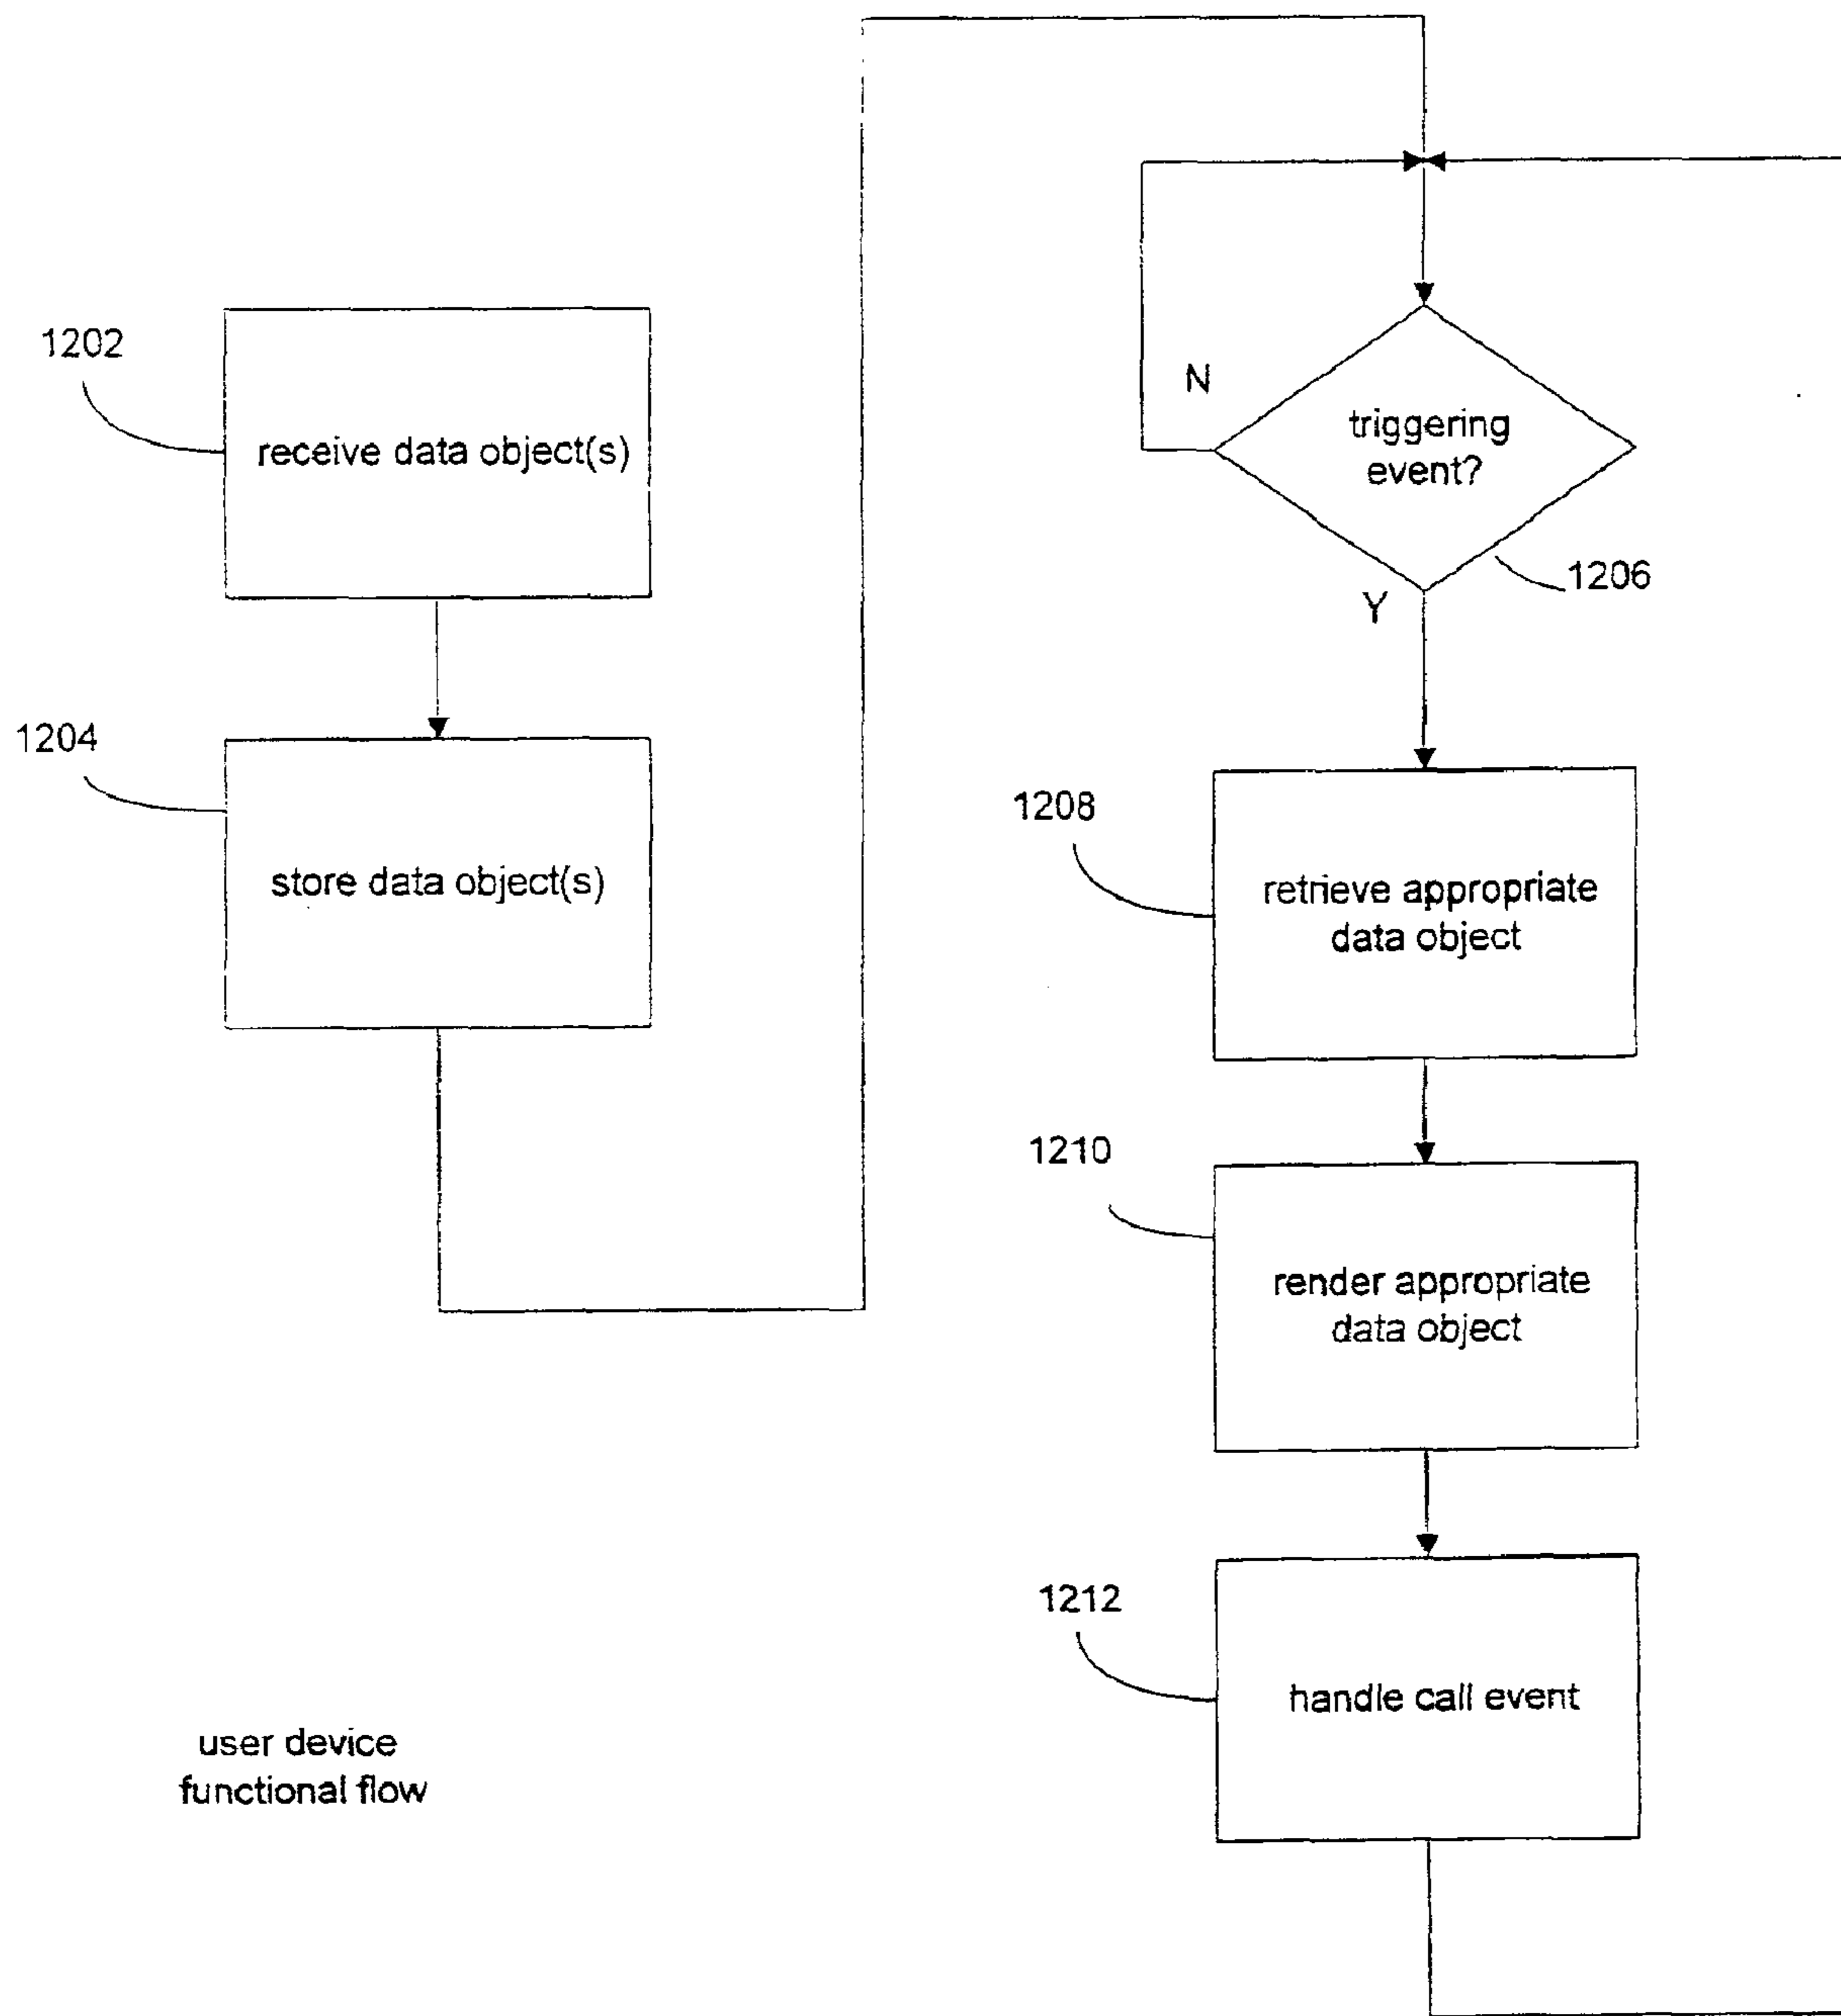 1202
receive data object(s)
1204
store data object(s)
user device
functional flow
N
triggering
event?
1206
Y
1208
retrieve appropriate
data object
1210
render appropriate
data object
1212
handle call event